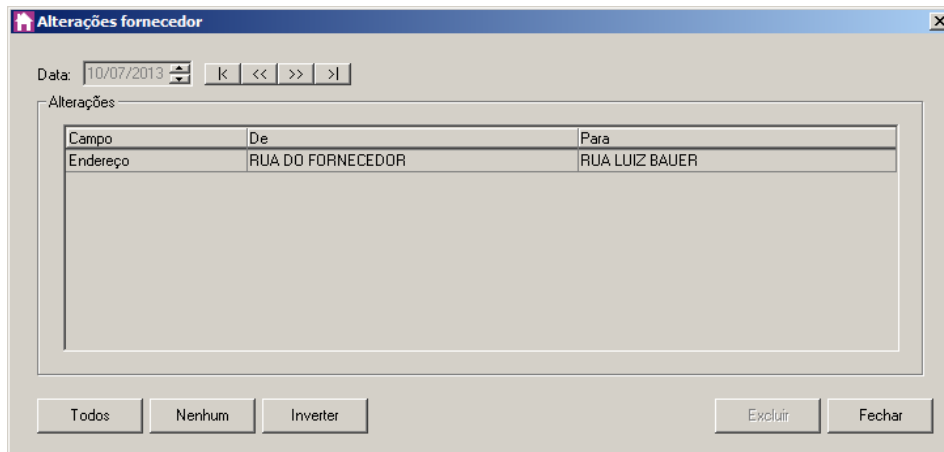 Alterações fornecedor
Data: 10/07/2013 |< << >> >|
Alterações
Campo De Para
Endereço RUA DO FORNECEDOR RUA LUIZ BAUER
Todos Nenhum Inverter Excluir Fechar